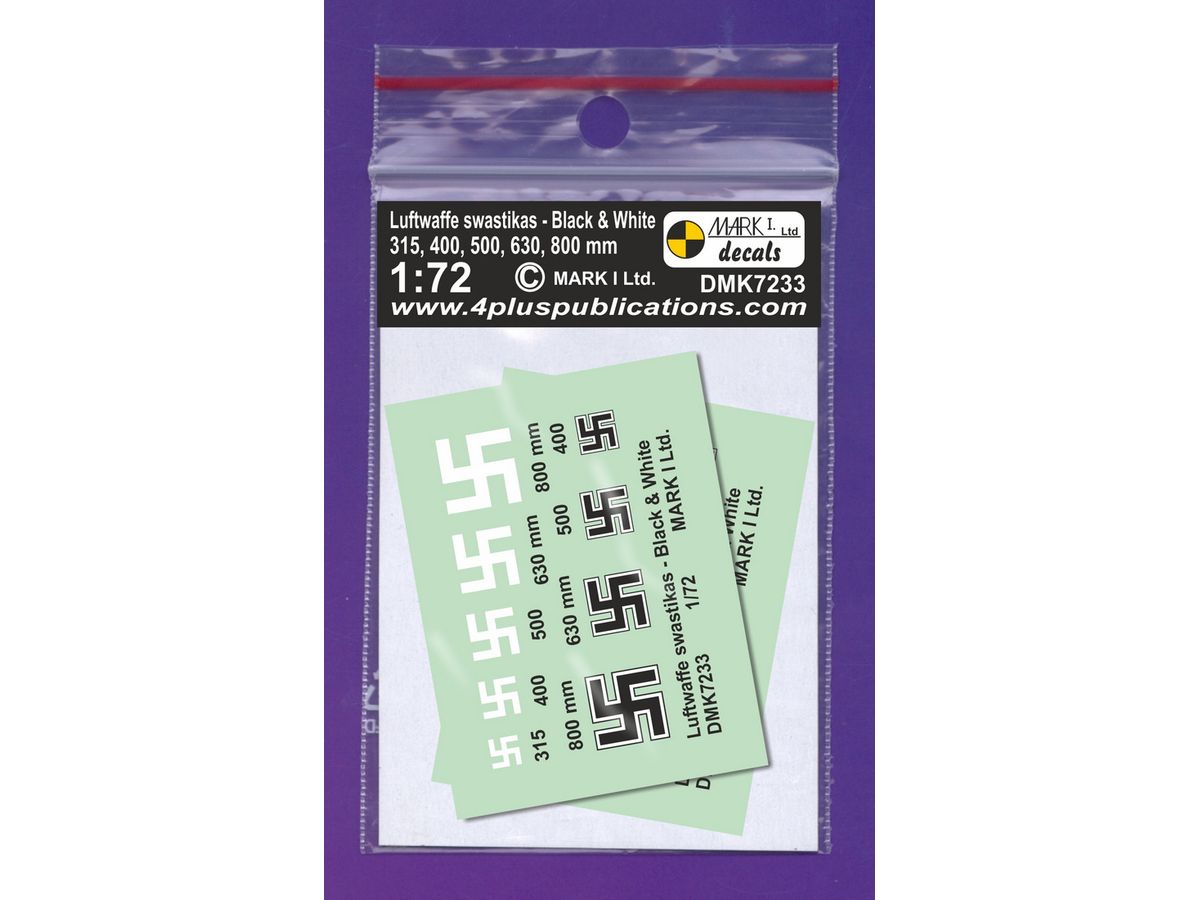 Luftwaffe swastikas - Black & White
315, 400, 500, 630, 800 mm
1:72 © MARK I Ltd.
MARK I. Ltd
decals
DMK7233
www.4pluspublications.com
800 mm
630 mm
500
400
315
400
500
630 mm
800 mm
Luftwaffe swastikas - Black & White
DMK7233 1/72 MARK I Ltd.
White
MARK I Ltd.
L
D